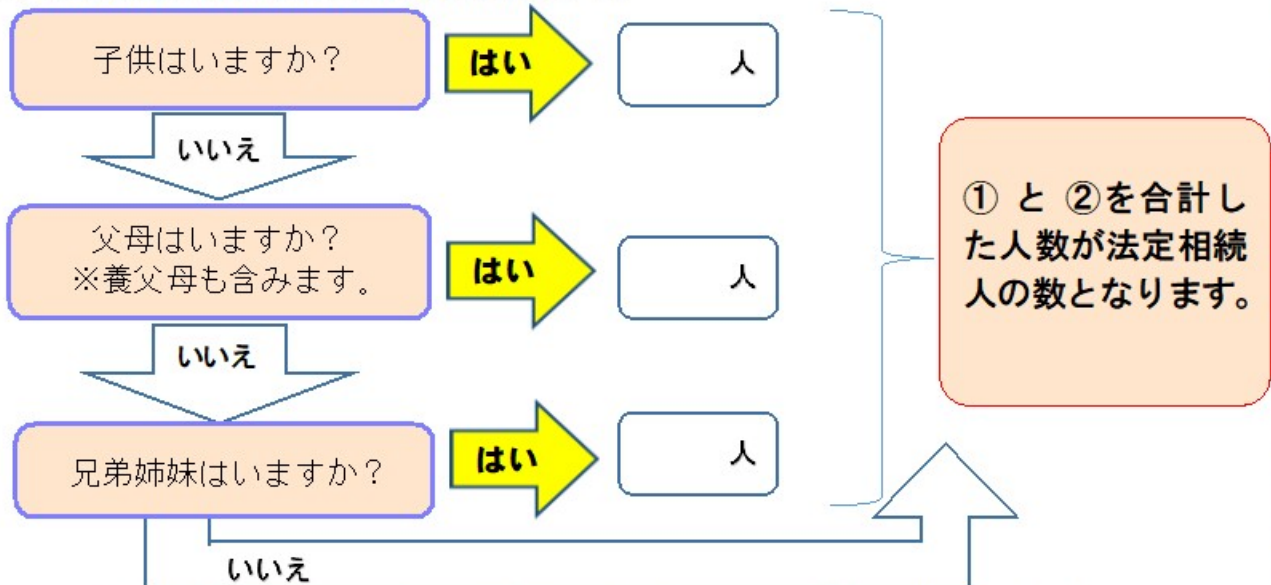 子供はいますか？
はい
人
いいえ
父母はいますか？
※養父母も含みます。
はい
人
いいえ
兄弟姉妹はいますか？
はい
人
いいえ
① と ②を合計し
た人数が法定相続
人の数となります。